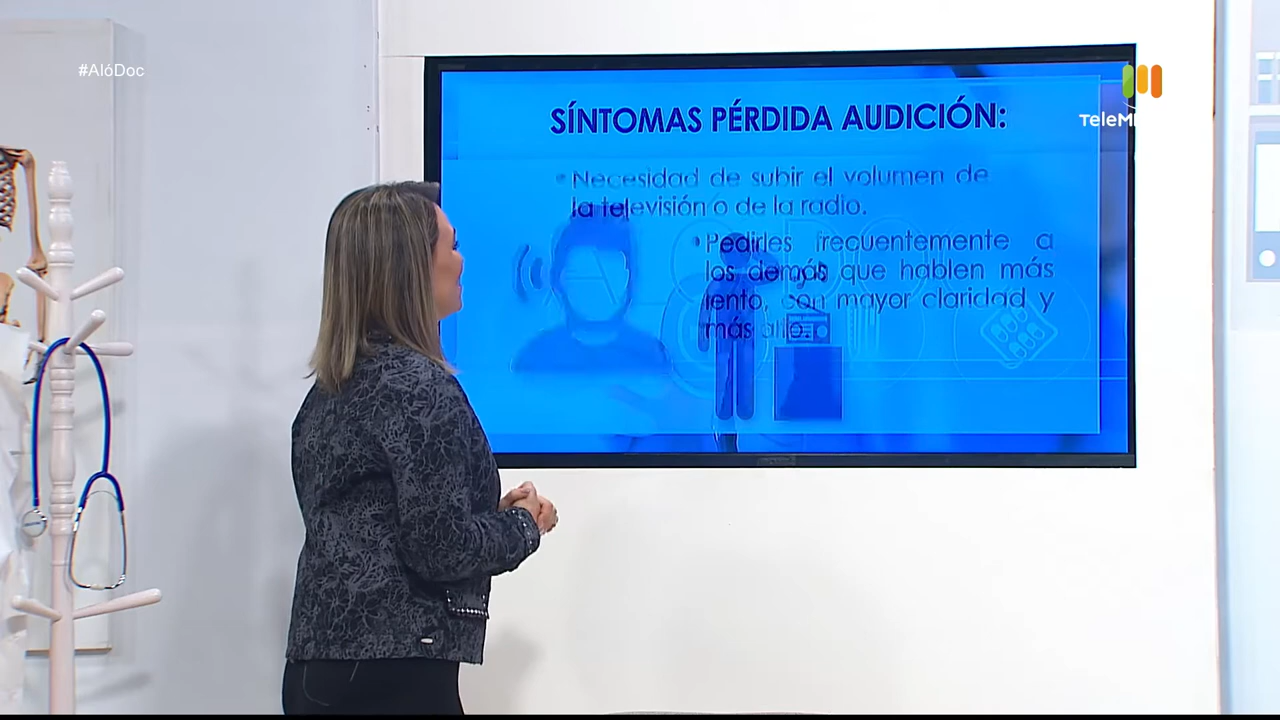 #AlóDoc
SÍNTOMAS PÉRDIDA AUDICIÓN:
• Necesidad de subir el volumen de
la televisión o de la radio.
• Pedirles frecuentemente a
los demás que hablen más
lento, con mayor claridad y
más alto.